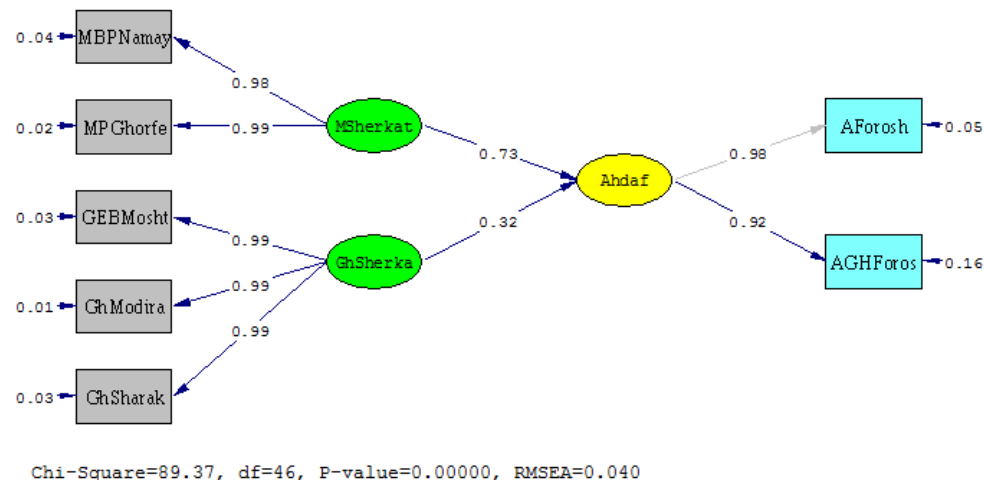 0.04 MBPNamay
0.98
0.02 MPGhorfe 0.99 MSherkat AForosh 0.05
0.73 0.98
Ahdaf
0.03 GEBMosht 0.32 0.92
0.99
GhSherka AGHForos 0.16
0.99
0.01 GhModira
0.99
0.03 GhSharak
Chi-Square=89.37, df=46, P-value=0.00000, RMSEA=0.040